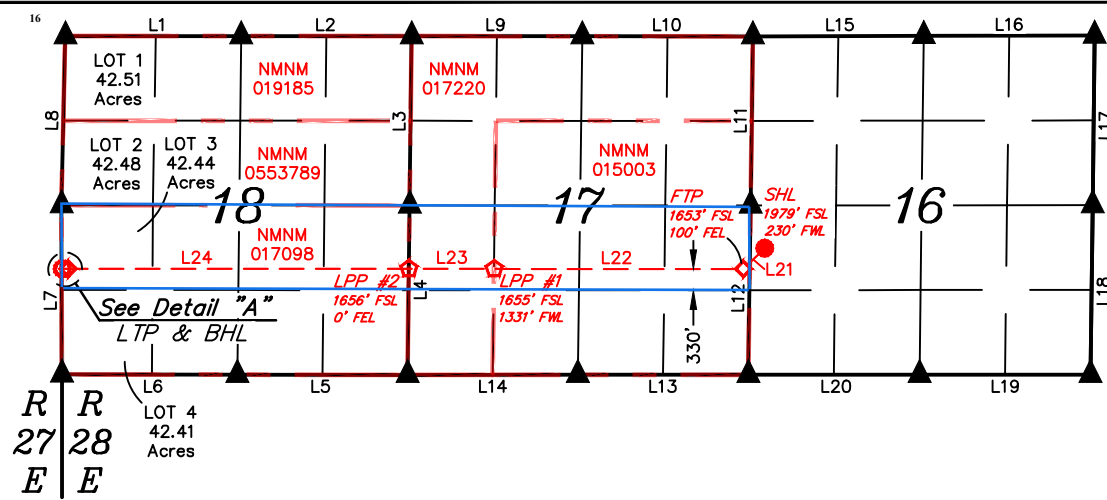 16
L1
L2
L9
L10
L15
L16
LOT 1
42.51
Acres
NMNM
019185
NMNM
017220
L8
L3
L11
L17
LOT 2
42.48
Acres
LOT 3
42.44
Acres
NMNM
0553789
NMNM
015003
18
17
16
FTP
1653' FSL
100' FEL
SHL
1979' FSL
230' FWL
NMNM
017098
L24
L23
L22
L21
LPP #2
1656' FSL
0' FEL
LPP #1
1655' FSL
1331' FWL
L7
L4
L12
L18
See Detail "A"
LTP & BHL
330'
L6
L5
L14
L13
L20
L19
LOT 4
42.41
Acres
R R
27 28
E E